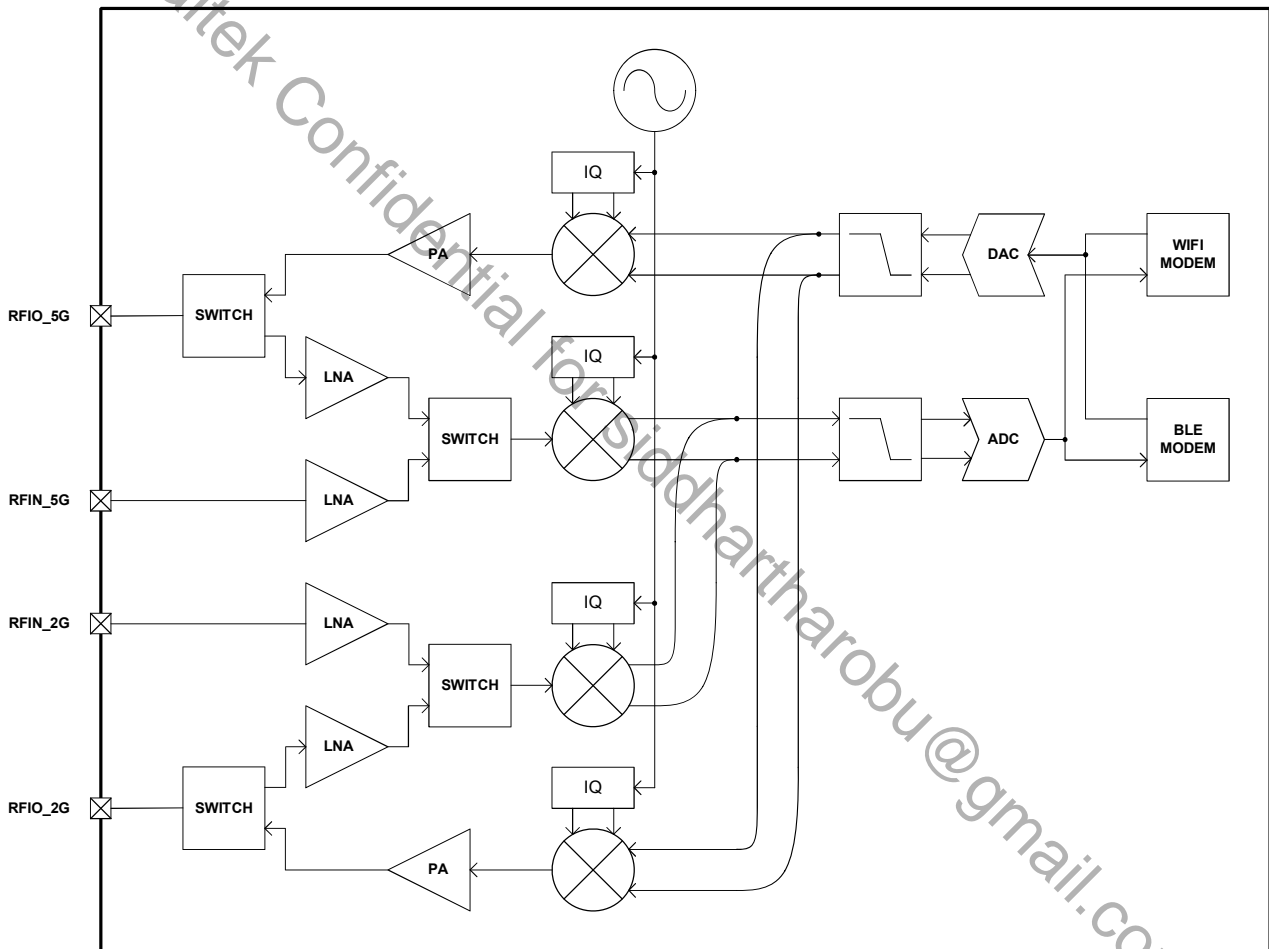 altek Confidential for siddhartharobu@gmail.co
IQ
PA
DAC
WIFI
MODEM
RFIO_5G
SWITCH
IQ
LNA
SWITCH
ADC
BLE
MODEM
RFIN_5G
LNA
IQ
RFIN_2G
LNA
SWITCH
LNA
IQ
RFIO_2G
SWITCH
PA